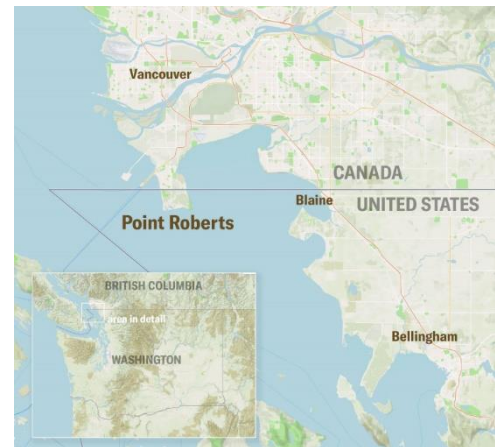 Vancouver
CANADA
Blaine
UNITED STATES
Point Roberts
BRITISH COLUMBIA
area in detail
Bellingham
WASHINGTON